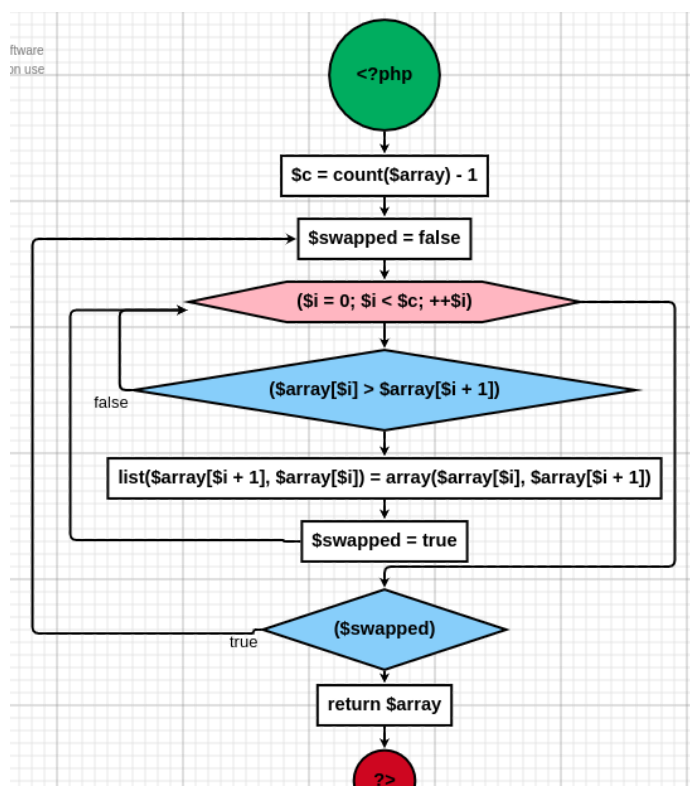 ftware
on use
<?php
$c = count($array) - 1
$swapped = false
($i = 0; $i < $c; ++$i)
($array[$i] > $array[$i + 1])
false
list($array[$i + 1], $array[$i]) = array($array[$i], $array[$i + 1])
$swapped = true
($swapped)
true
return $array
?>